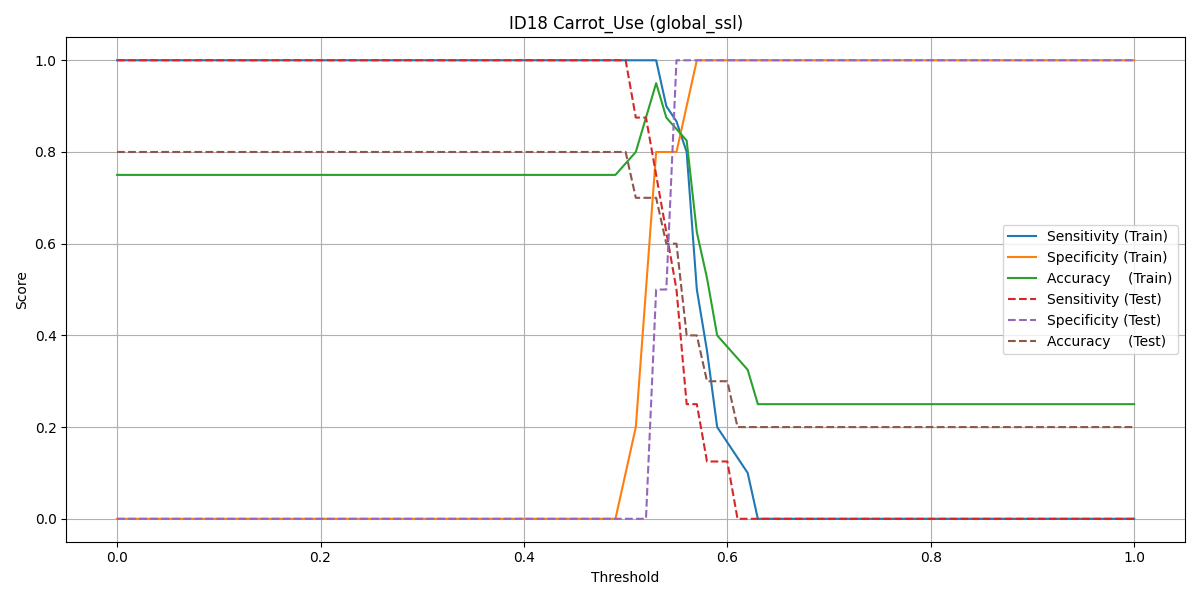 ID18 Carrot_Use (global_ssl)
1.0
0.8
0.6
0.4
0.2
0.0
Score
Sensitivity (Train)
Specificity (Train)
Accuracy    (Train)
Sensitivity (Test)
Specificity (Test)
Accuracy    (Test)
0.0 0.2 0.4 0.6 0.8 1.0
Threshold